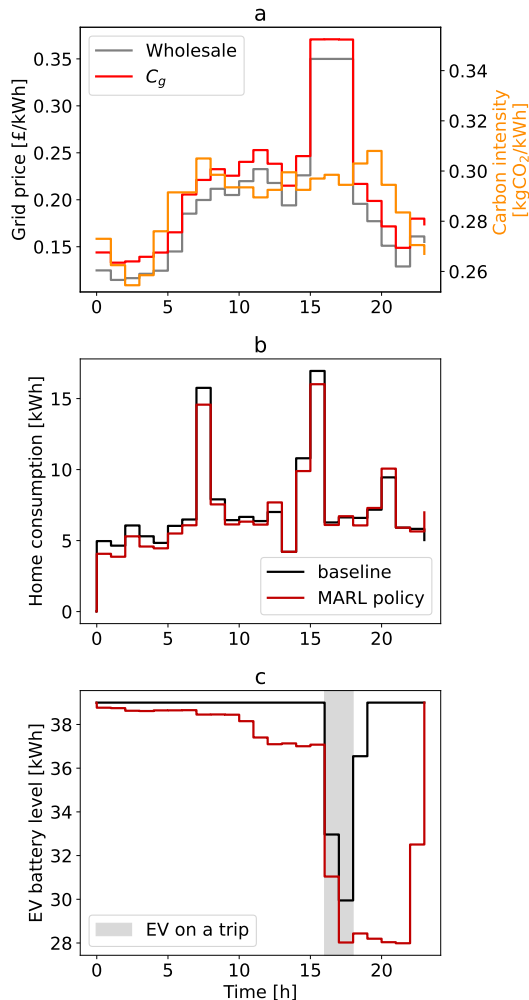 a
Wholesale
C_g
0.35
0.30
0.25
0.20
0.15
Grid price [£/kWh]
0.34
0.32
0.30
0.28
0.26
Carbon intensity
[kgCO₂/kWh]
0 5 10 15 20
b
15
10
5
0
Home consumption [kWh]
baseline
MARL policy
0 5 10 15 20
c
38
36
34
32
30
28
EV battery level [kWh]
EV on a trip
0 5 10 15 20
Time [h]